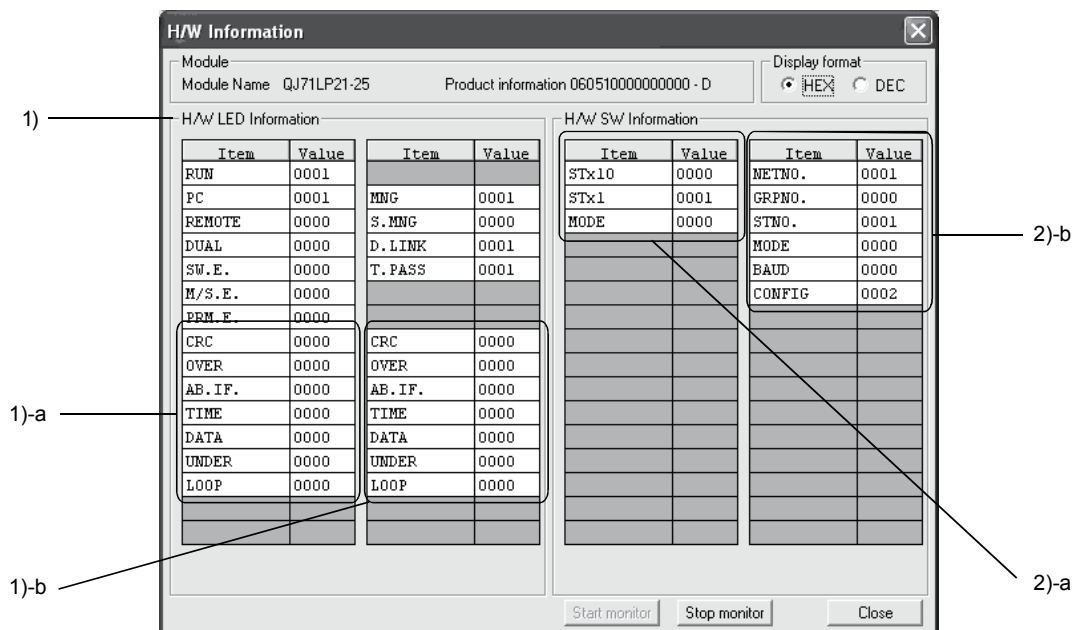 H/W Information
Module
Module Name QJ71LP21-25 Product information 060510000000000 - D
Display format
HEX DEC
1)
H/W LED Information
Item Value Item Value
RUN 0001
PC 0001 MNG 0001
REMOTE 0000 S.MNG 0000
DUAL 0000 D.LINK 0001
SW.E. 0000 T.PASS 0001
M/S.E. 0000
PRM.E. 0000
CRC 0000 CRC 0000
OVER 0000 OVER 0000
AB.IF. 0000 AB.IF. 0000
TIME 0000 TIME 0000
DATA 0000 DATA 0000
UNDER 0000 UNDER 0000
LOOP 0000 LOOP 0000
1)-a
1)-b
H/W SW Information
Item Value Item Value
STx10 0000 NETNO. 0001
STx1 0001 GRPNO. 0000
MODE 0000 STNO. 0001
MODE 0000
BAUD 0000
CONFIG 0002
2)-b
2)-a
Start monitor Stop monitor Close